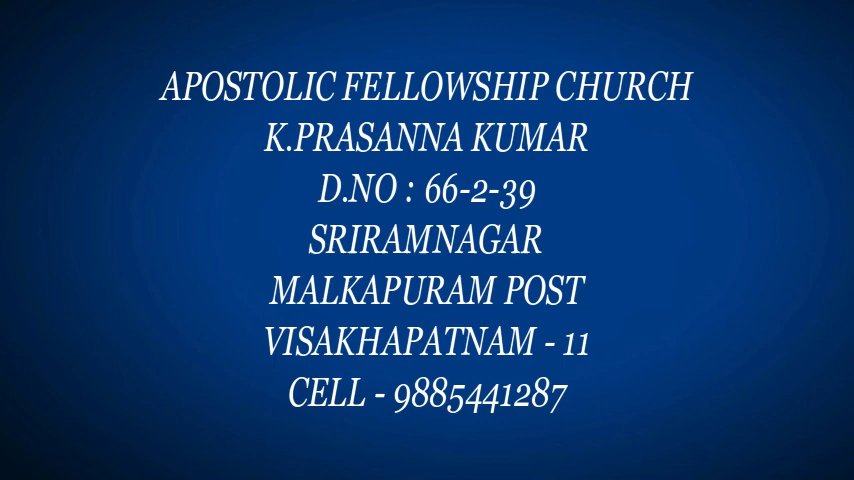 APOSTOLIC FELLOWSHIP CHURCH
K.PRASANNA KUMAR
D.NO : 66-2-39
SRIRAMNAGAR
MALKAPURAM POST
VISAKHAPATNAM - 11
CELL - 9885441287